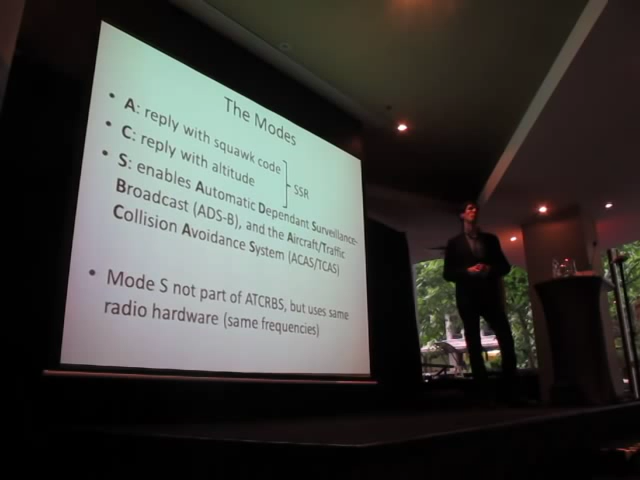 The Modes
• A: reply with squawk code
• C: reply with altitude
SSR
• S: enables Automatic Dependant Surveillance-
Broadcast (ADS-B), and the Aircraft/Traffic
Collision Avoidance System (ACAS/TCAS)
• Mode S not part of ATCRBS, but uses same
radio hardware (same frequencies)